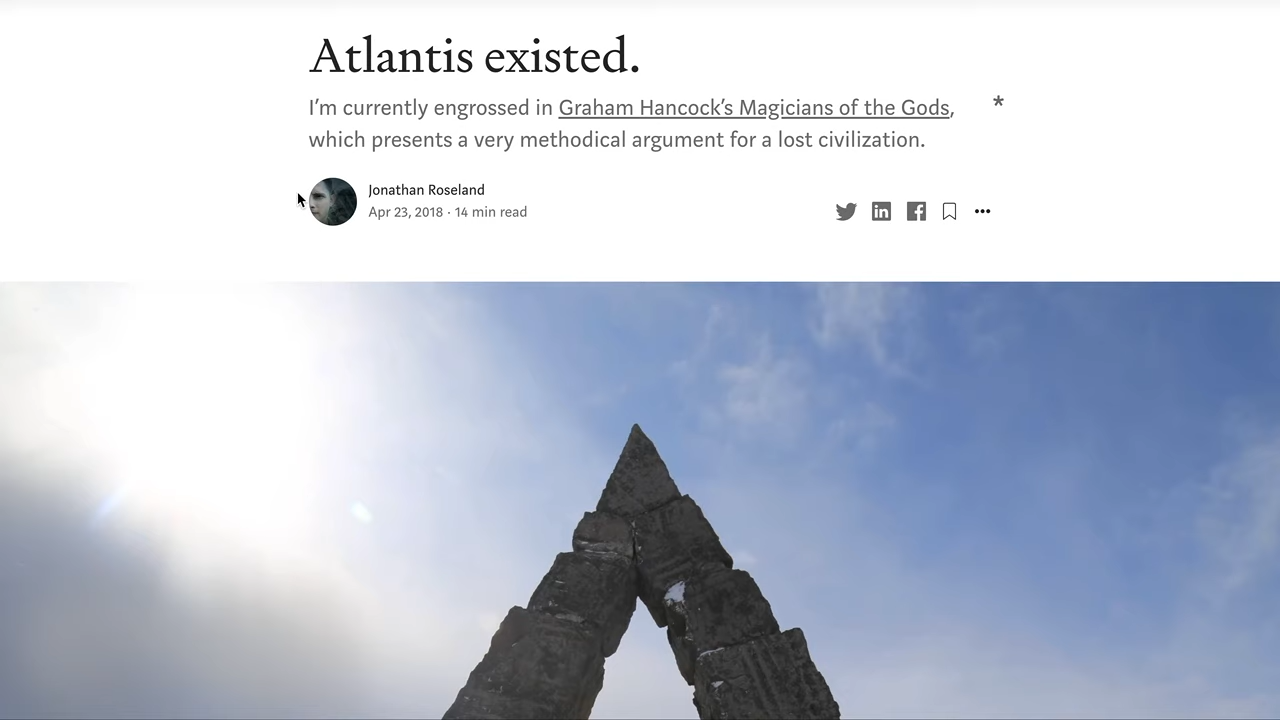 Atlantis existed.
I’m currently engrossed in Graham Hancock’s Magicians of the Gods,
*
which presents a very methodical argument for a lost civilization.
Jonathan Roseland
Apr 23, 2018 · 14 min read